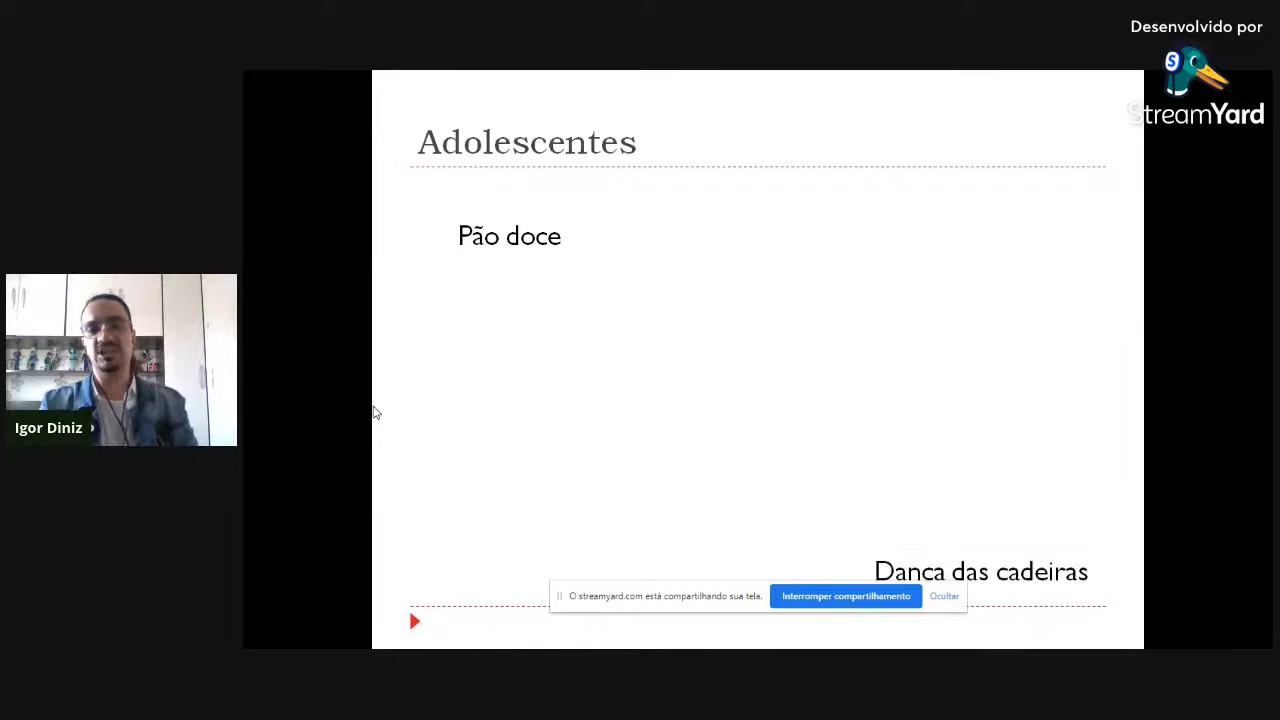 Desenvolvido por
StreamYard
Adolescentes
Pão doce
Igor Diniz
Dança das cadeiras
O streamyard.com está compartilhando sua tela.
Interromper compartilhamento
Ocultar